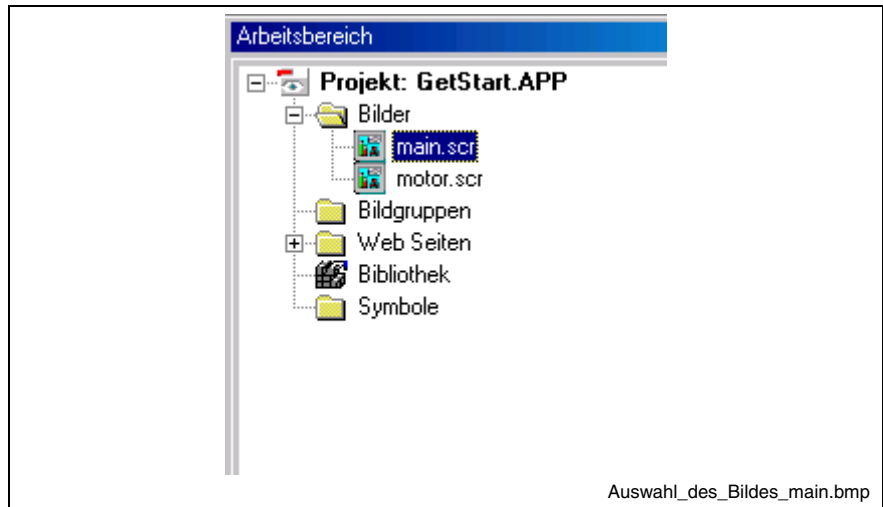 Arbeitsbereich
Projekt: GetStart.APP
Bilder
main.scr
motor.scr
Bildgruppen
Web Seiten
Bibliothek
Symbole
Auswahl_des_Bildes_main.bmp